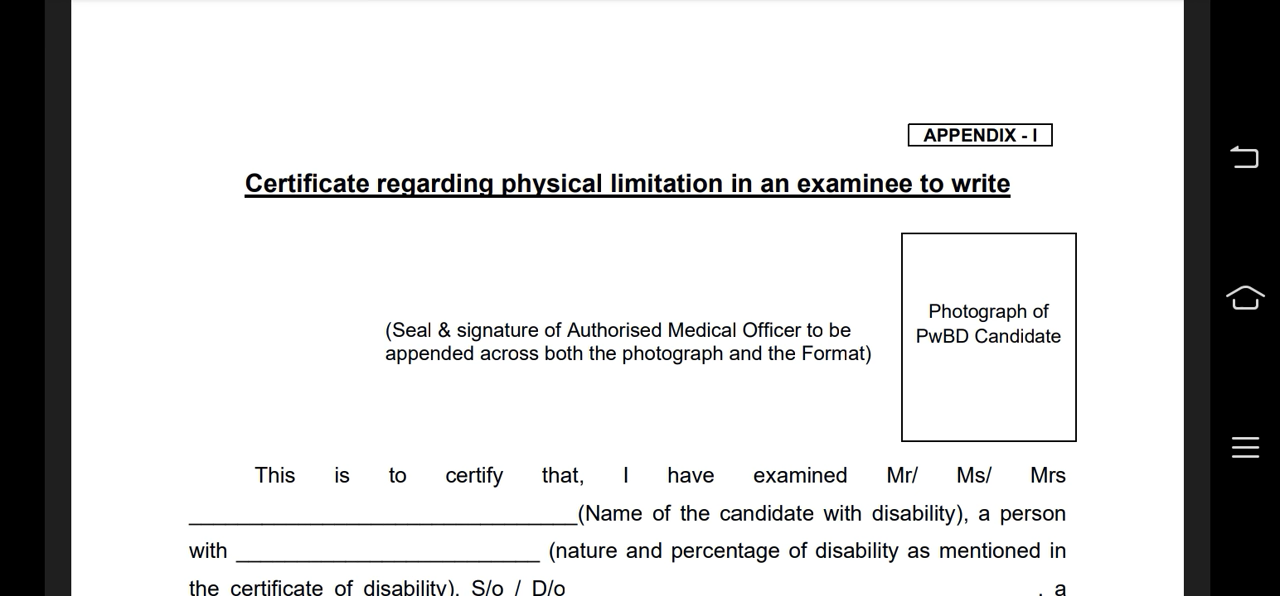 APPENDIX - I
Certificate regarding physical limitation in an examinee to write
Photograph of
PwBD Candidate
(Seal & signature of Authorised Medical Officer to be
appended across both the photograph and the Format)
This is to certify that, I have examined Mr/ Ms/ Mrs
________________________________(Name of the candidate with disability), a person
with _________________________ (nature and percentage of disability as mentioned in
the certificate of disability), S/o / D/o ______________________________________, a